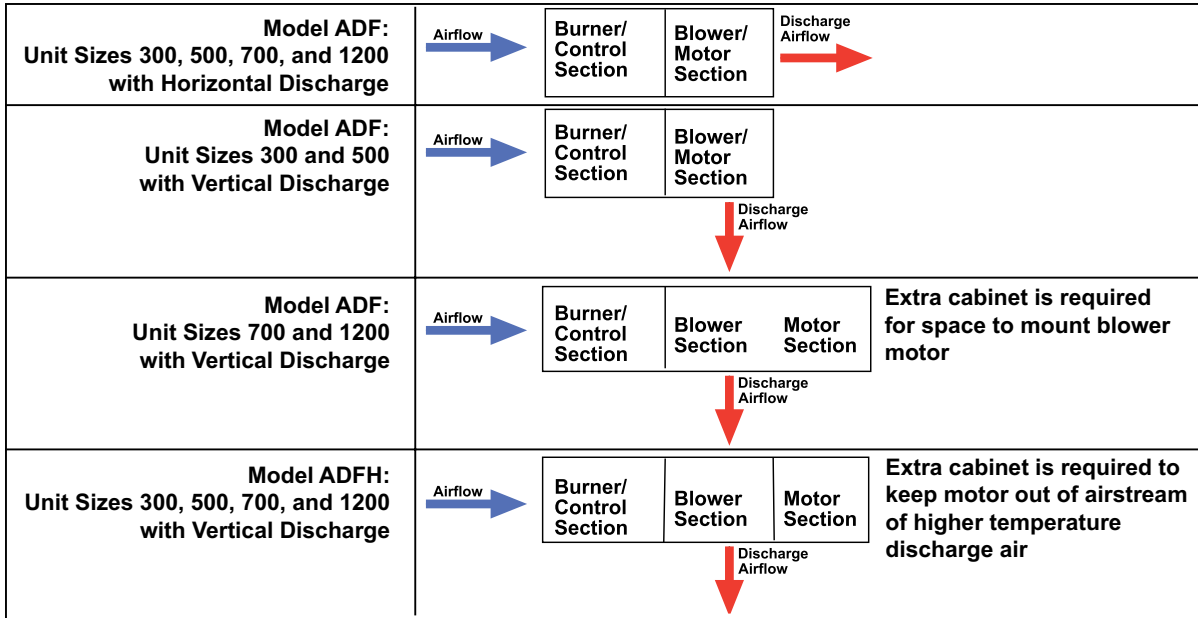 Model ADF:
Unit Sizes 300, 500, 700, and 1200
with Horizontal Discharge
Airflow
Burner/
Control
Section
Blower/
Motor
Section
Discharge
Airflow
Model ADF:
Unit Sizes 300 and 500
with Vertical Discharge
Airflow
Burner/
Control
Section
Blower/
Motor
Section
Discharge
Airflow
Model ADF:
Unit Sizes 700 and 1200
with Vertical Discharge
Airflow
Burner/
Control
Section
Blower
Section
Motor
Section
Discharge
Airflow
Extra cabinet is required
for space to mount blower
motor
Model ADFH:
Unit Sizes 300, 500, 700, and 1200
with Vertical Discharge
Airflow
Burner/
Control
Section
Blower
Section
Motor
Section
Discharge
Airflow
Extra cabinet is required to
keep motor out of airstream
of higher temperature
discharge air